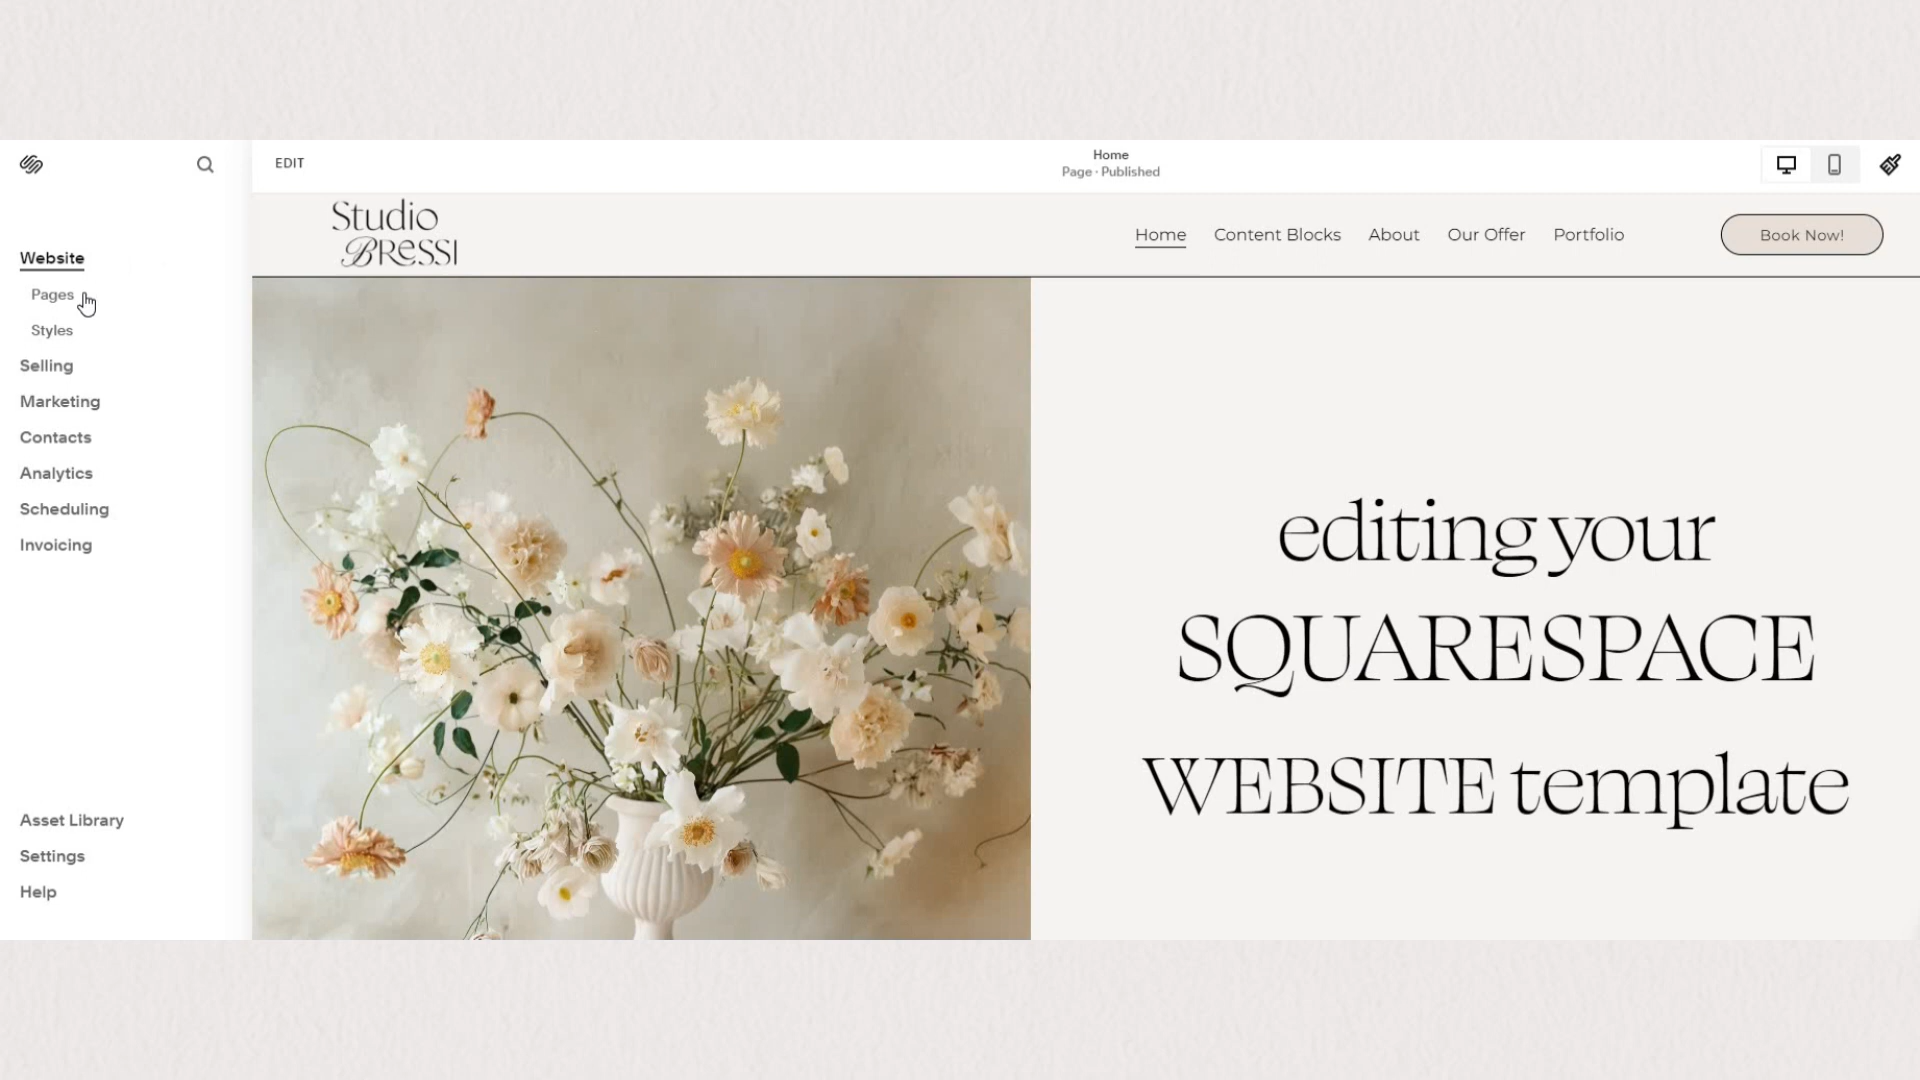 EDIT
Home
Page · Published
Website
Pages
Styles
Selling
Marketing
Contacts
Analytics
Scheduling
Invoicing
Asset Library
Settings
Help
Studio
BRESSI
Home Content Blocks About Our Offer Portfolio
Book Now!
editing your
SQUARESPACE
WEBSITE template